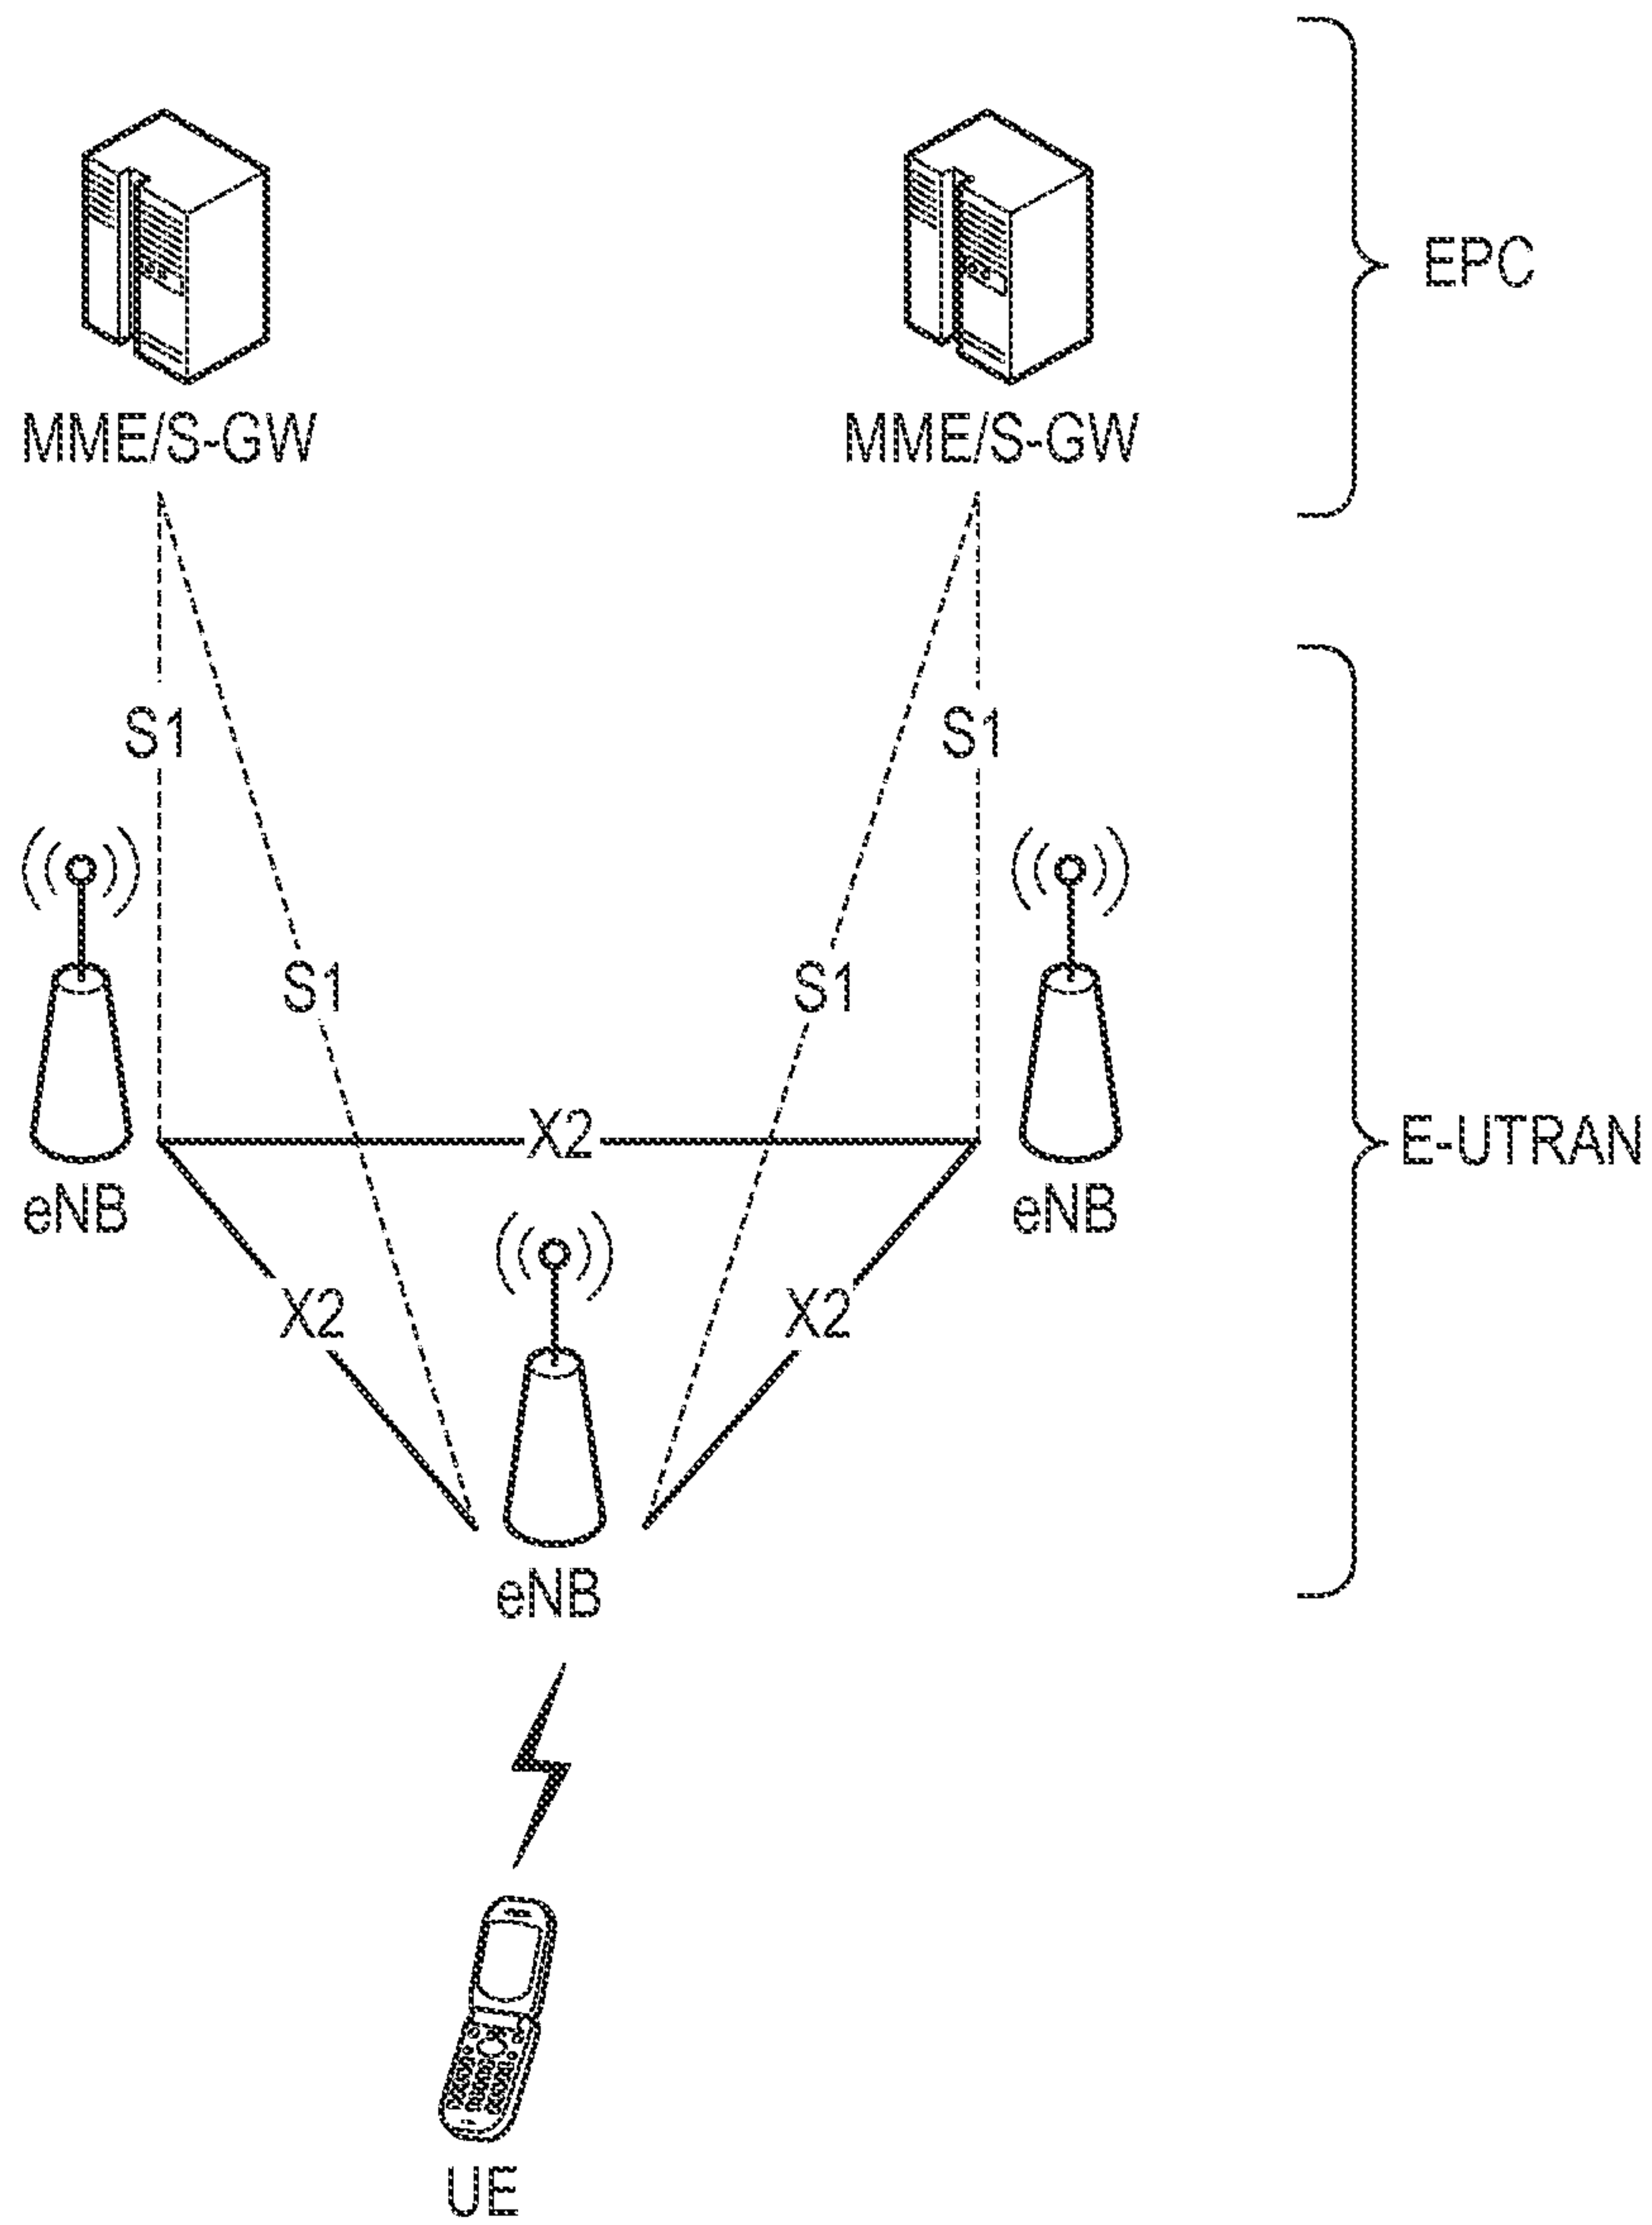 EPC
MME/S-GW
MME/S-GW
S1
S1
S1
S1
X2
E-UTRAN
eNB
eNB
X2
X2
eNB
UE